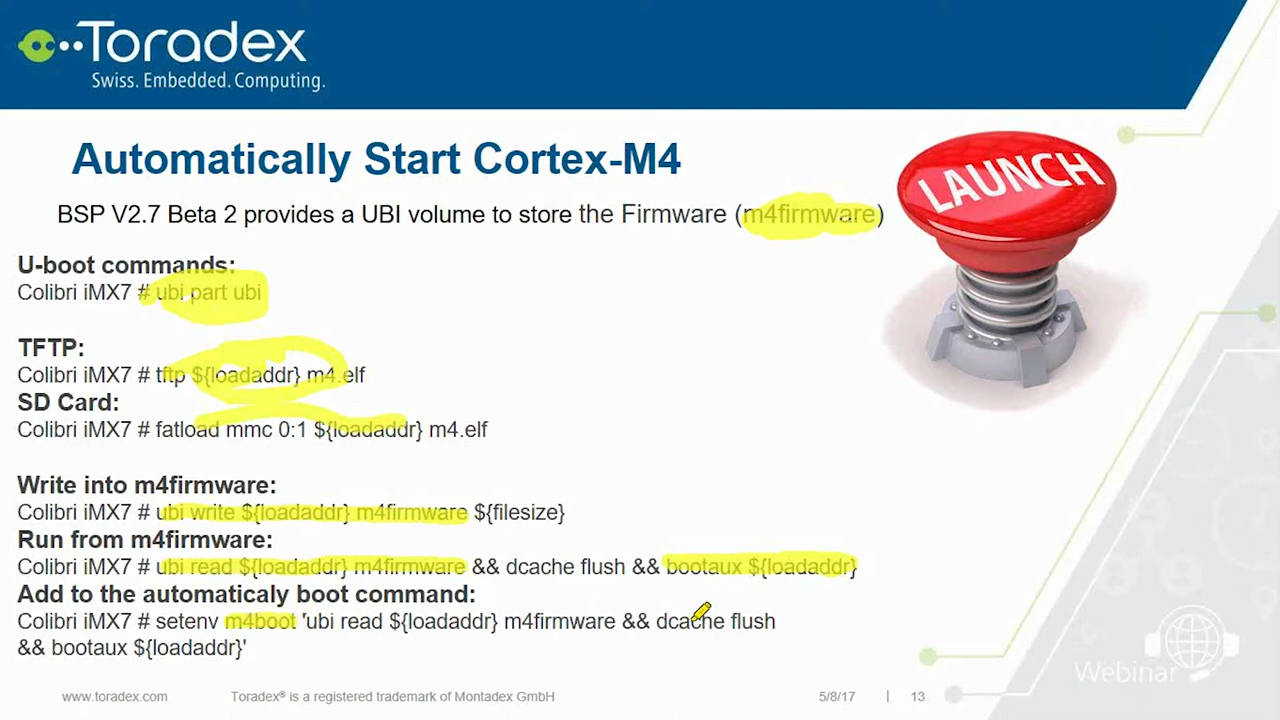 Toradex
Swiss. Embedded. Computing.
LAUNCH
Automatically Start Cortex-M4
BSP V2.7 Beta 2 provides a UBI volume to store the Firmware (m4firmware)
U-boot commands:
Colibri iMX7 # ubi part ubi
TFTP:
Colibri iMX7 # tftp ${loadaddr} m4.elf
SD Card:
Colibri iMX7 # fatload mmc 0:1 ${loadaddr} m4.elf
Write into m4firmware:
Colibri iMX7 # ubi write ${loadaddr} m4firmware ${filesize}
Run from m4firmware:
Colibri iMX7 # ubi read ${loadaddr} m4firmware && dcache flush && bootaux ${loadaddr}
Add to the automaticaly boot command:
Colibri iMX7 # setenv m4boot 'ubi read ${loadaddr} m4firmware && dcache flush
&& bootaux ${loadaddr}'
Webinar
www.toradex.com Toradex® is a registered trademark of Montadex GmbH 5/8/17 | 13